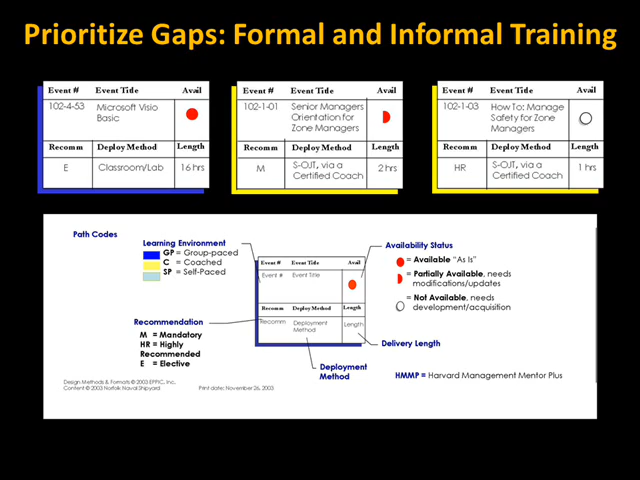 Prioritize Gaps: Formal and Informal Training
Event # Event Title Avail
102-4-53 Microsoft Visio
Basic
Recomm Deploy Method Length
E Classroom/Lab 16 hrs
Event # Event Title Avail
102-1-01 Senior Managers
Orientation for
Zone Managers
Recomm Deploy Method Length
M S-OJT, via a
Certified Coach 2 hrs
Event # Event Title Avail
102-1-03 How To: Manage
Safety for Zone
Managers
Recomm Deploy Method Length
HR S-OJT, via a
Certified Coach 1 hrs
Path Codes
Learning Environment
GP = Group-paced
C = Coached
SP = Self-Paced
Recommendation
M = Mandatory
HR = Highly
Recommended
E = Elective
Event # Event Title Avail
Event # Event Title
Recomm Deploy Method Length
Recomm Deployment
Method Length
Deployment
Method
Availability Status
= Available "As Is"
= Partially Available, needs
modifications/updates
= Not Available, needs
development/acquisition
Delivery Length
HMMP = Harvard Management Mentor Plus
Design Methods & Formats © 2003 EPPIC, Inc.
Content © 2003 Norfolk Naval Shipyard
Print date: November 26, 2003